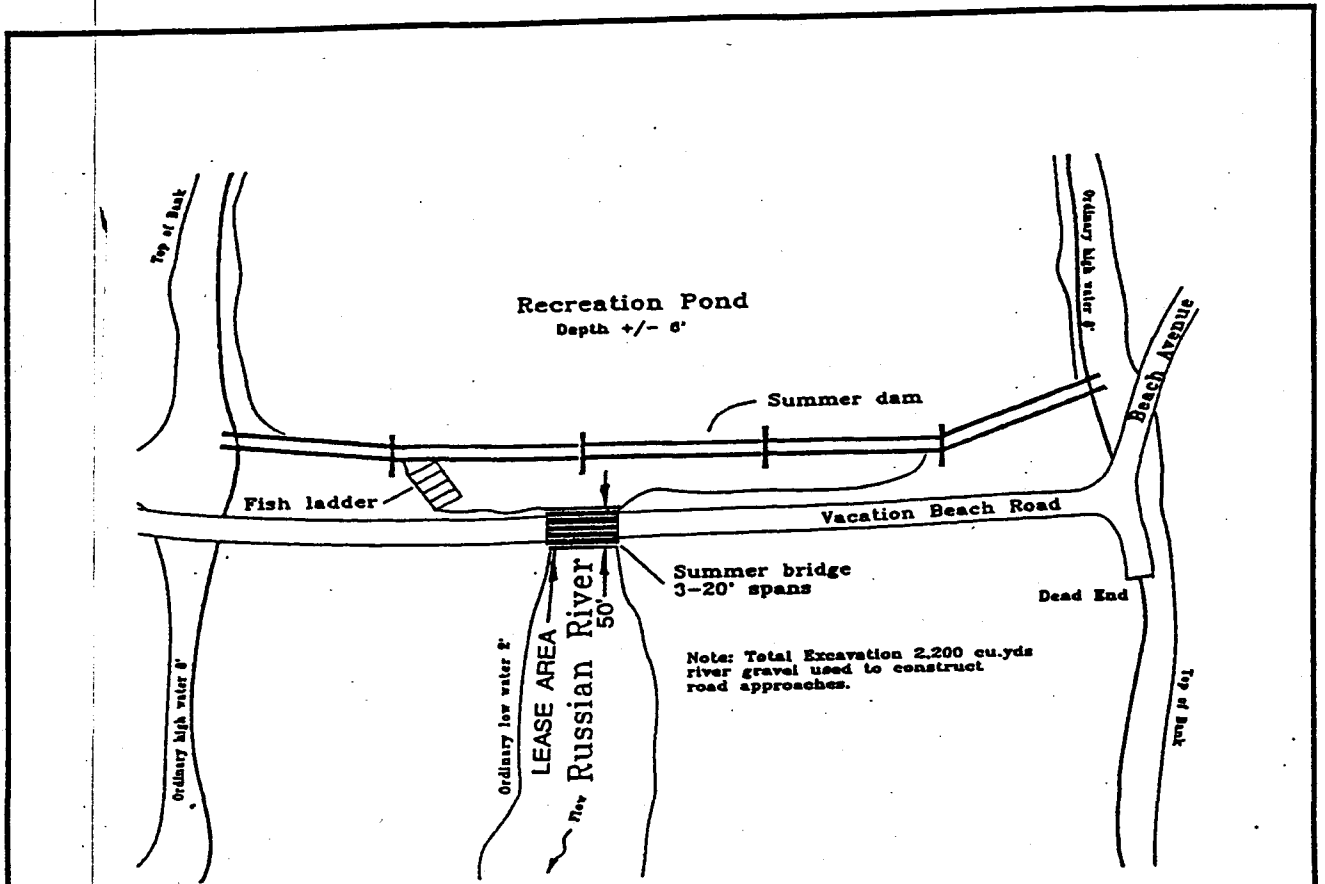 Top of Bank
Ordinary high water 8'
Recreation Pond
Depth +/- 6'
Beach Avenue
Summer dam
Fish ladder
Vacation Beach Road
Summer bridge
3-20' spans
Dead End
50'
LEASE AREA
Russian River
Flow
Ordinary low water 2'
Ordinary high water 8'
Note: Total Excavation 2,200 cu.yds
river gravel used to construct
road approaches.
Top of Bank